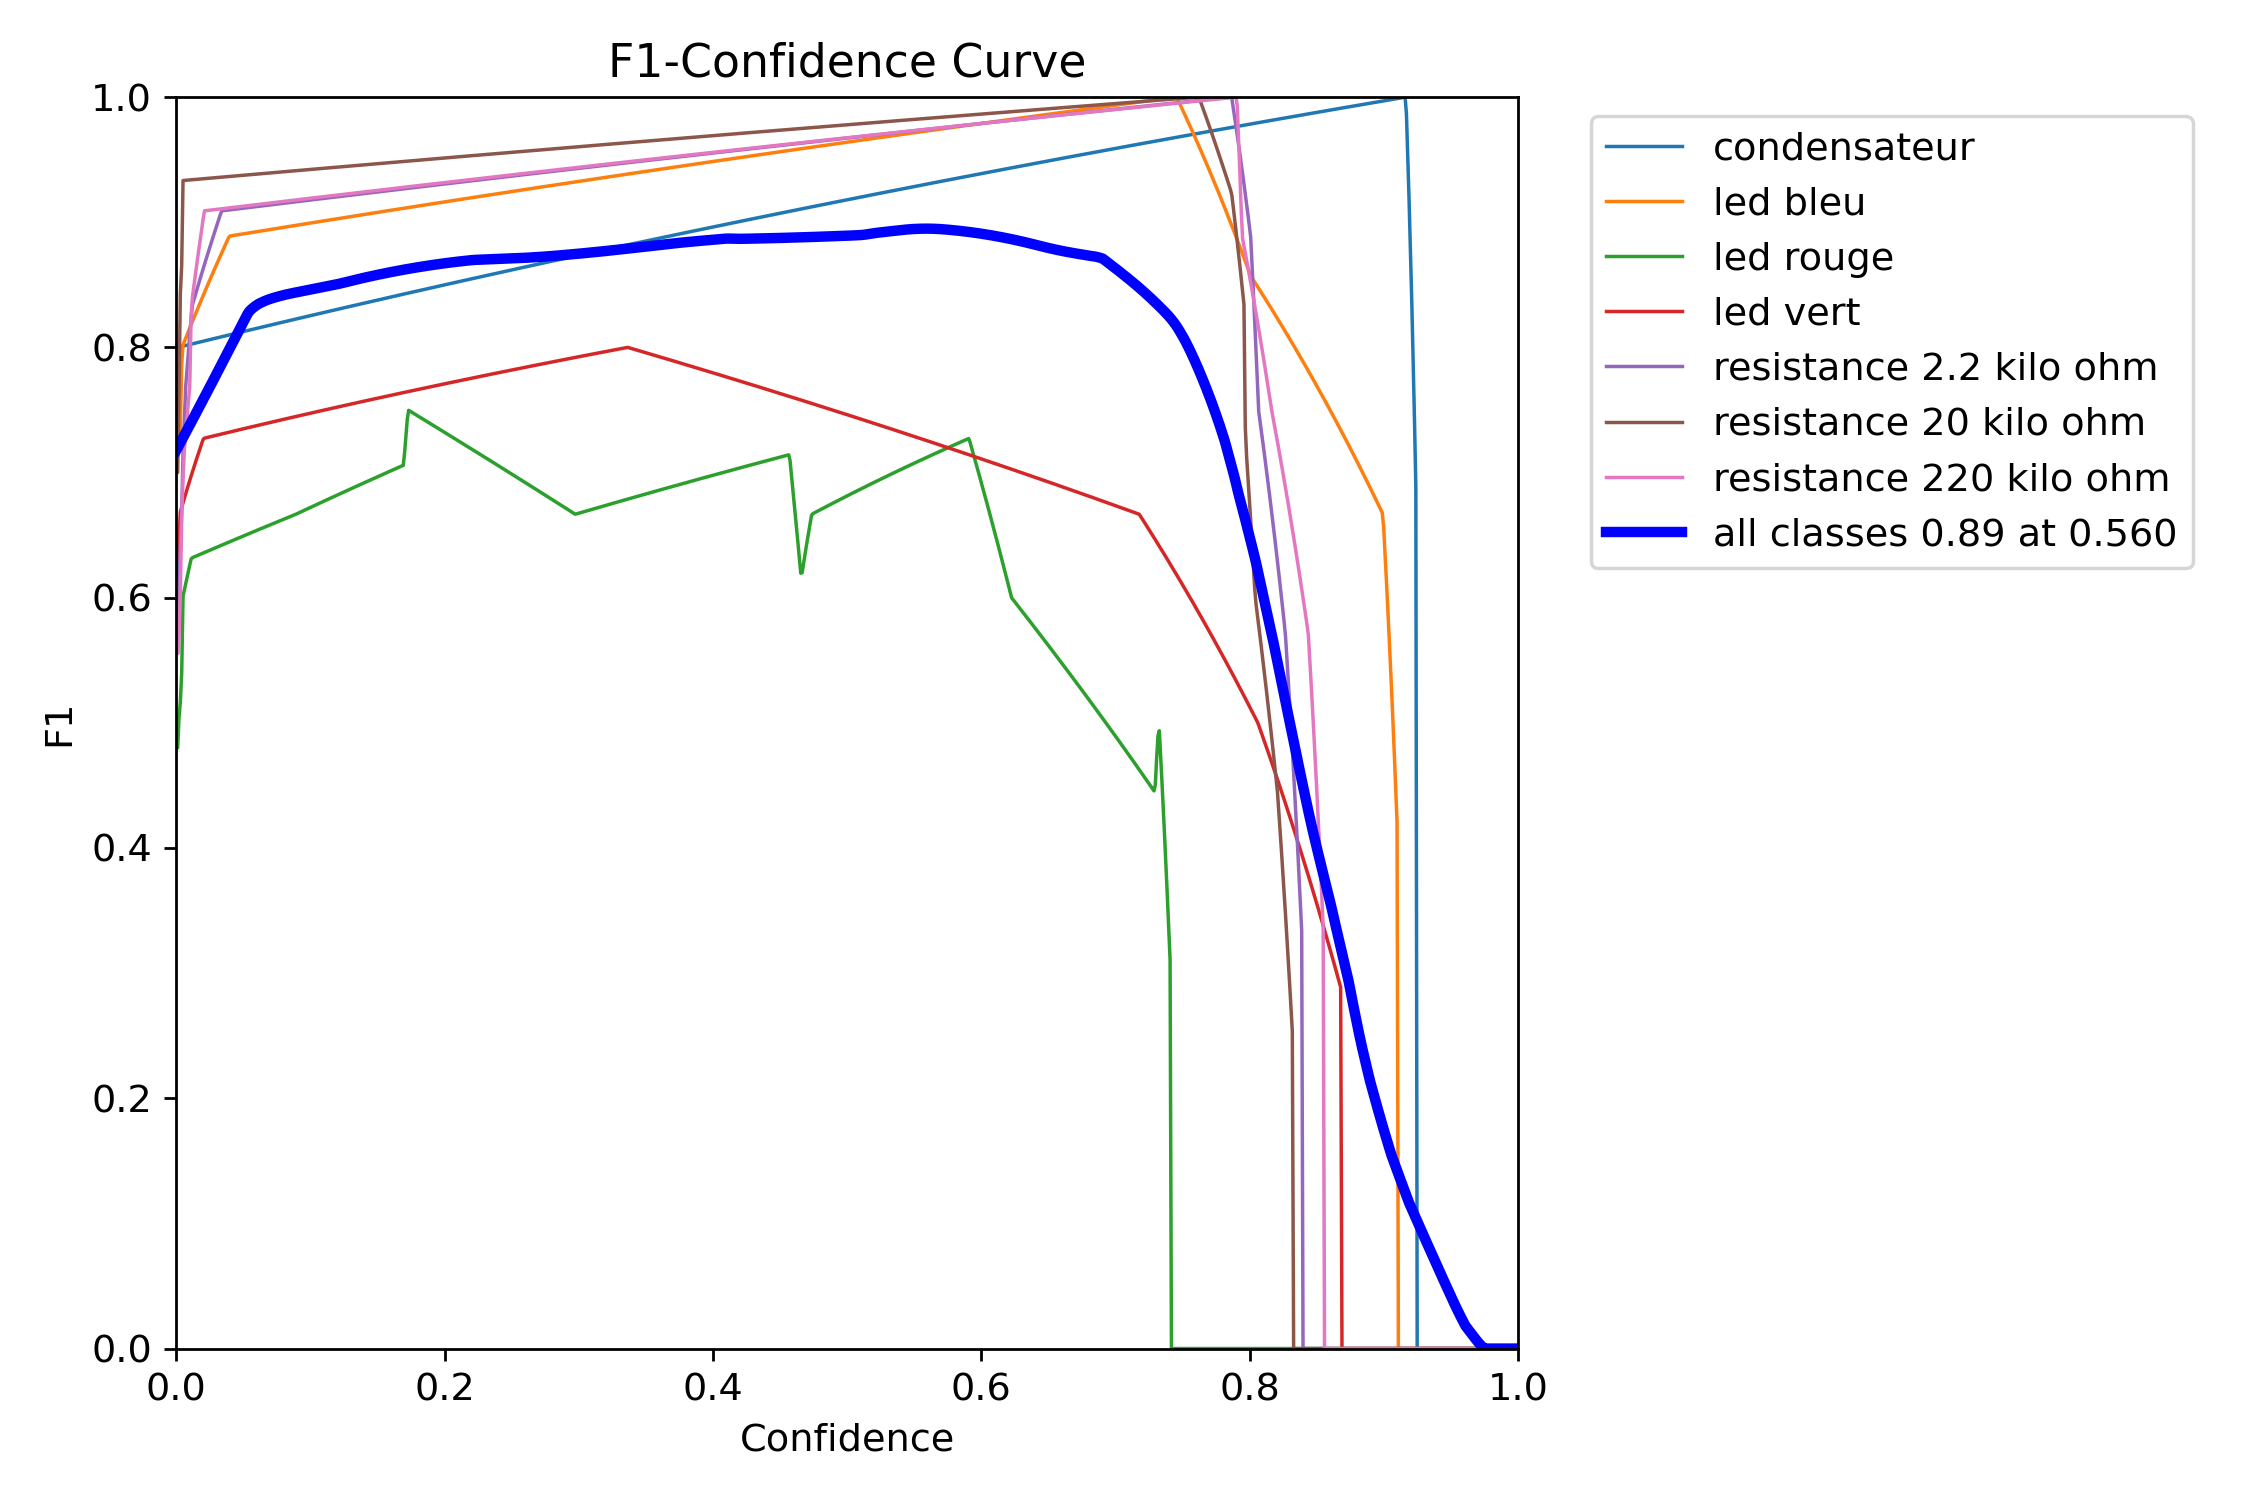 F1-Confidence Curve
1.0
0.8
0.6
0.4
0.2
0.0
F1
0.0 0.2 0.4 0.6 0.8 1.0
Confidence
condensateur
led bleu
led rouge
led vert
resistance 2.2 kilo ohm
resistance 20 kilo ohm
resistance 220 kilo ohm
all classes 0.89 at 0.560